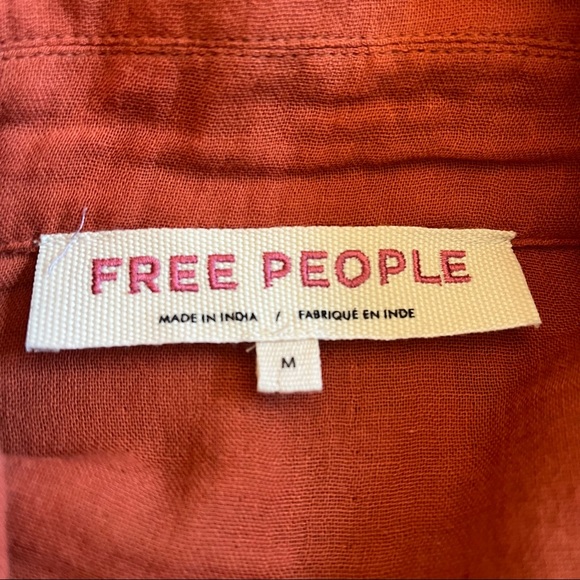 FREE PEOPLE
MADE IN INDIA / FABRIQUÉ EN INDE
M